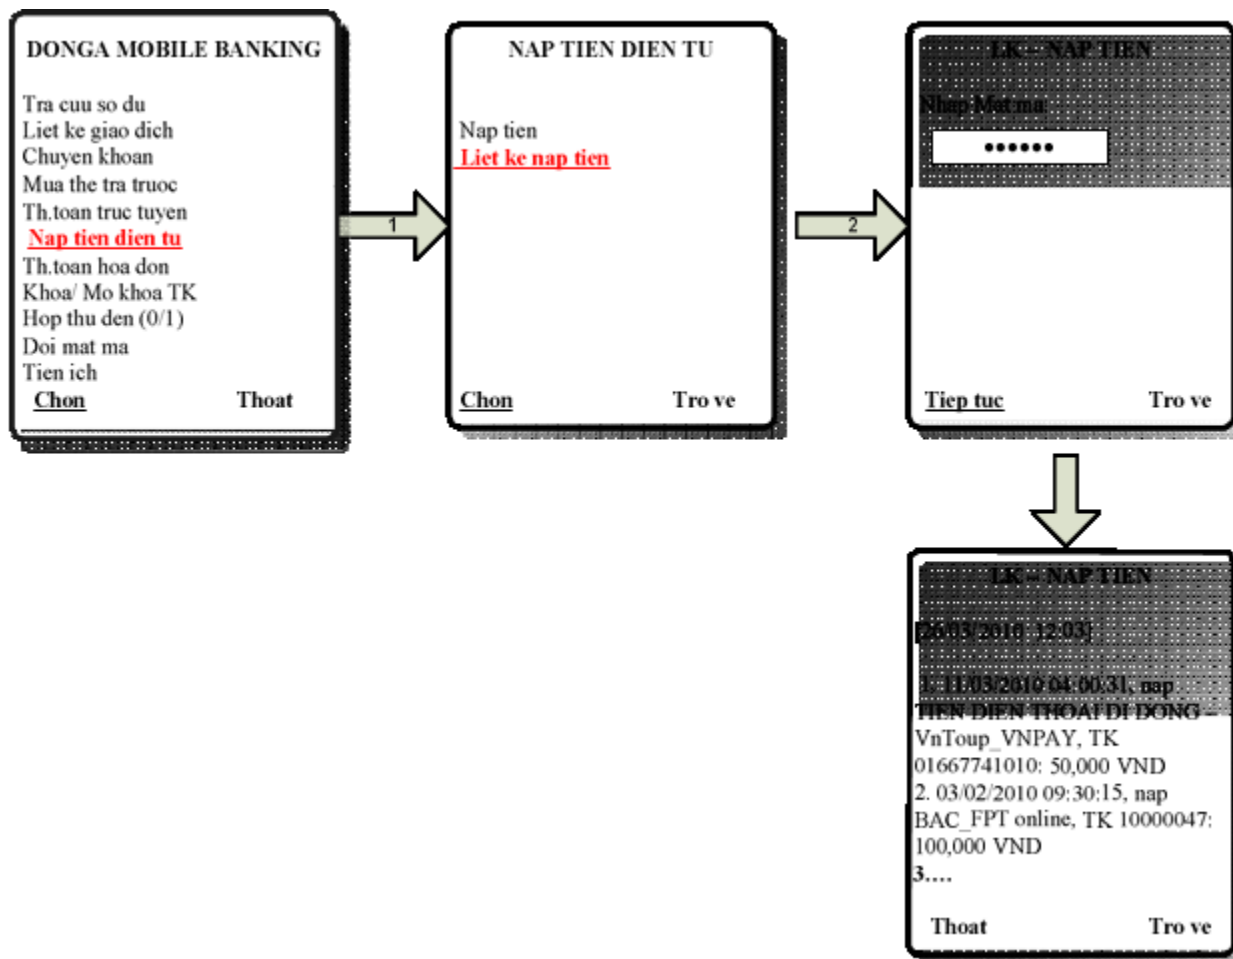 DONGA MOBILE BANKING
Tra cuu so du
Liet ke giao dich
Chuyen khoan
Mua the tra truoc
Th.toan truc tuyen
Nap tien dien tu
Th.toan hoa don
Khoa/ Mo khoa TK
Hop thu den (0/1)
Doi mat ma
Tien ich
Chon Thoat
1
NAP TIEN DIEN TU
Nap tien
Liet ke nap tien
Chon Tro ve
2
LK – NAP TIEN
Nhap Mat ma:
••••••
Tiep tuc Tro ve
LK – NAP TIEN
[26/03/2010 12:03]
1. 11/03/2010 04:00:31, nap
TIEN DIEN THOAI DI DONG –
VnToup_VNPAY, TK
01667741010: 50,000 VND
2. 03/02/2010 09:30:15, nap
BAC_FPT online, TK 10000047:
100,000 VND
3....
Thoat Tro ve